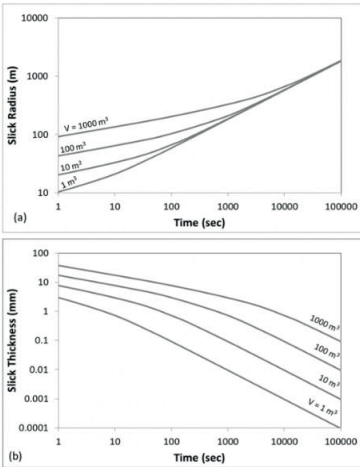 10000
1000
100
10
Slick Radius (m)
V = 1000 m³
100 m³
10 m³
1 m³
(a)
1 10 100 1000 10000 100000
Time (sec)
100
10
1
0.1
0.01
0.001
0.0001
Slick Thickness (mm)
1000 m³
100 m³
10 m³
V = 1 m³
(b)
1 10 100 1000 10000 100000
Time (sec)